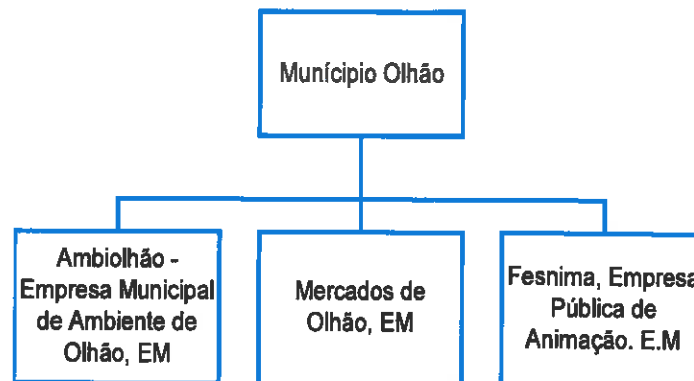 Munícipio Olhão
Ambiolhão -
Empresa Municipal
de Ambiente de
Olhão, EM
Mercados de
Olhão, EM
Fesnima, Empresa
Pública de
Animação. E.M